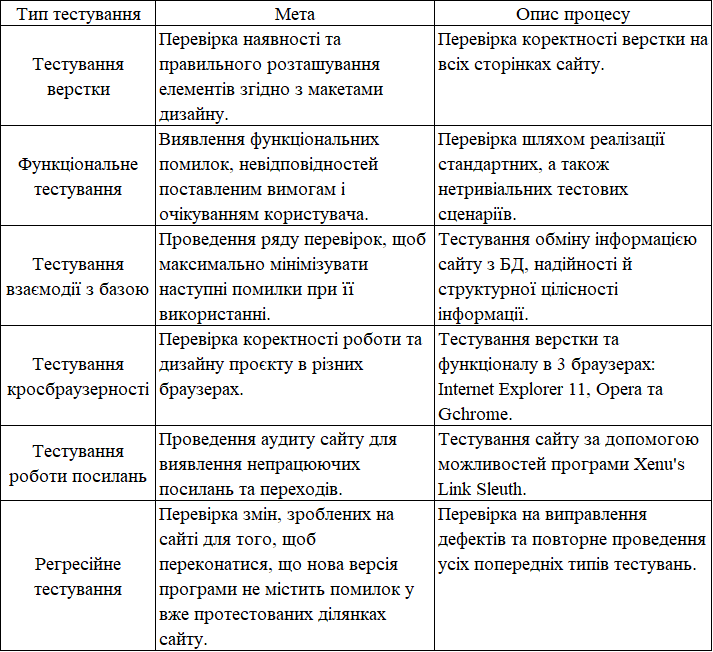 Тип тестування
Мета
Опис процесу
Тестування
верстки
Перевірка наявності та
правильного розташування
елементів згідно з макетами
дизайну.
Перевірка коректності верстки на
всіх сторінках сайту.
Функціональне
тестування
Виявлення функціональних
помилок, невідповідностей
поставленим вимогам і
очікуванням користувача.
Перевірка шляхом реалізації
стандартних, а також
нетривіальних тестових
сценаріїв.
Тестування
взаємодії з базою
Проведення ряду перевірок, щоб
максимально мінімізувати
наступні помилки при її
використанні.
Тестування обміну інформацією
сайту з БД, надійності й
структурної цілісності
інформації.
Тестування
кросбраузерності
Перевірка коректності роботи та
дизайну проєкту в різних
браузерах.
Тестування верстки та
функціоналу в 3 браузерах:
Internet Explorer 11, Opera та
Gchrome.
Тестування
роботи посилань
Проведення аудиту сайту для
виявлення непрацюючих
посилань та переходів.
Тестування сайту за допомогою
можливостей програми Xenu's
Link Sleuth.
Регресійне
тестування
Перевірка змін, зроблених на
сайті для того, щоб
переконатися, що нова версія
програми не містить помилок у
вже протестованих ділянках
сайту.
Перевірка на виправлення
дефектів та повторне проведення
усіх попередніх типів тестувань.